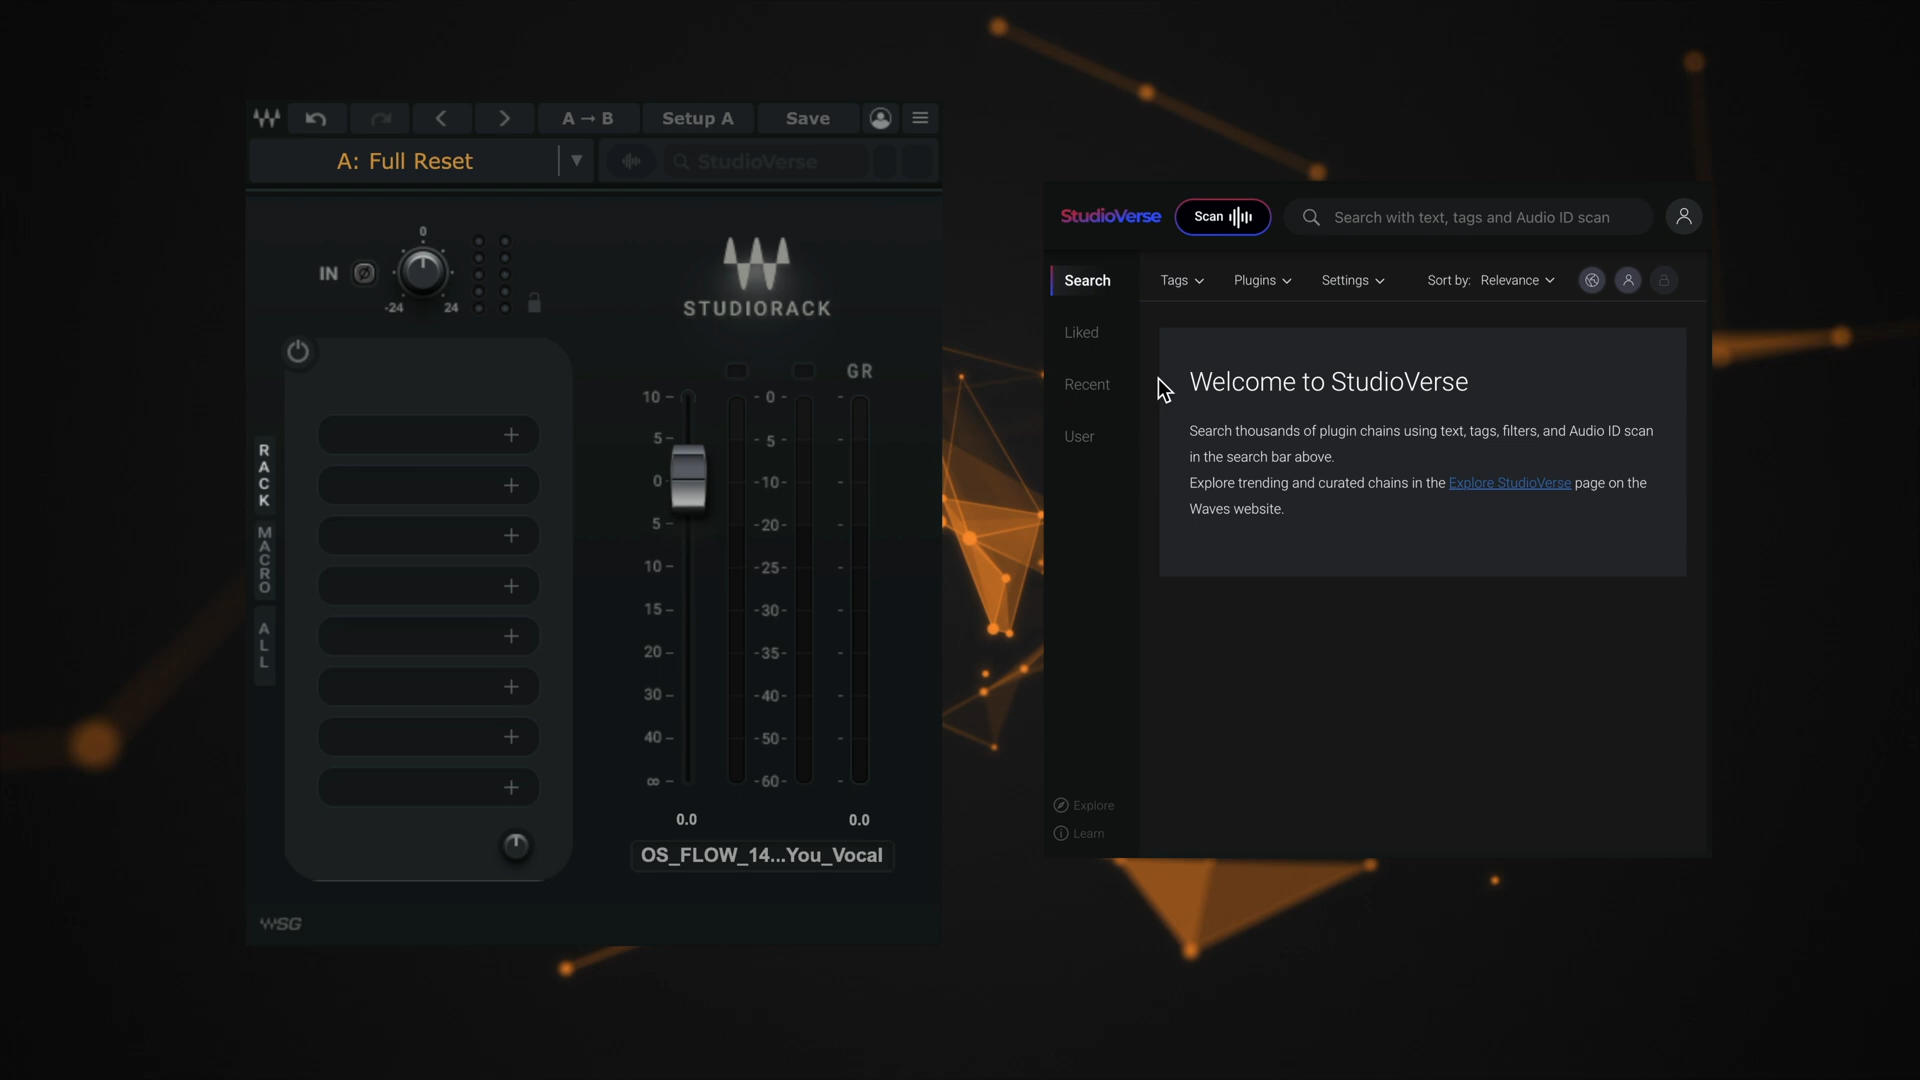 A → B
Setup A
Save
A: Full Reset
StudioVerse
0
IN
-24
24
STUDIORACK
GR
RACK
MACRO
ALL
10
5
0
5
10
15
20
30
40
∞
0
5
-10-
-20-
-25-
-30-
-35-
-40-
-50-
-60-
0.0
0.0
OS_FLOW_14...You_Vocal
WSG
StudioVerse
Scan
Search with text, tags and Audio ID scan
Search
Liked
Recent
User
Explore
Learn
Tags
Plugins
Settings
Sort by: Relevance
Welcome to StudioVerse
Search thousands of plugin chains using text, tags, filters, and Audio ID scan
in the search bar above.
Explore trending and curated chains in the Explore StudioVerse page on the
Waves website.